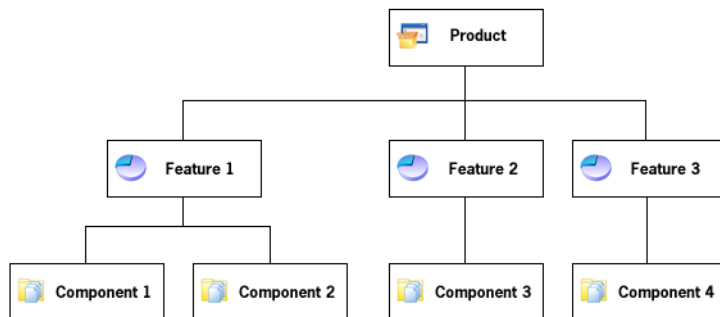 Product
Feature 1
Feature 2
Feature 3
Component 1
Component 2
Component 3
Component 4